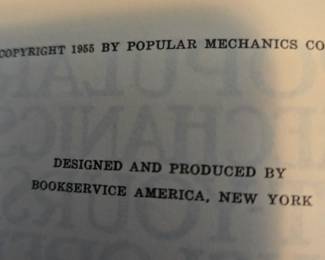 COPYRIGHT 1955 BY POPULAR MECHANICS CO
DESIGNED AND PRODUCED BY
BOOKSERVICE AMERICA, NEW YORK